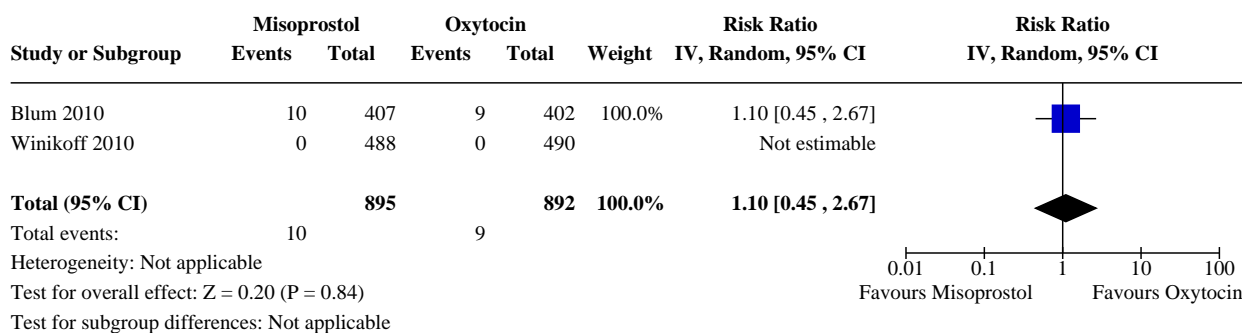 Misoprostol Oxytocin Risk Ratio Risk Ratio
Study or Subgroup Events Total Events Total Weight IV, Random, 95% CI IV, Random, 95% CI
Blum 2010 10 407 9 402 100.0% 1.10 [0.45 , 2.67]
Winikoff 2010 0 488 0 490 Not estimable
Total (95% CI) 895 892 100.0% 1.10 [0.45 , 2.67]
Total events: 10 9
Heterogeneity: Not applicable
0.01 0.1 1 10 100
Test for overall effect: Z = 0.20 (P = 0.84)
Favours Misoprostol Favours Oxytocin
Test for subgroup differences: Not applicable